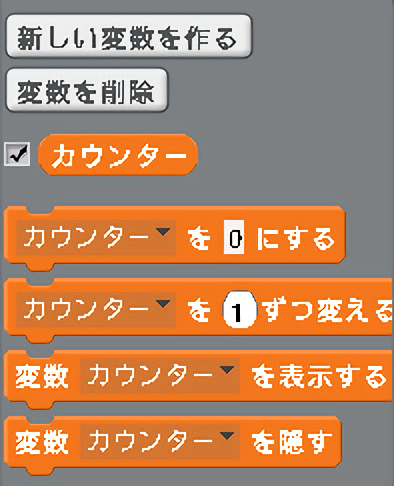 新しい変数を作る
変数を削除
カウンター
カウンター を 0 にする
カウンター を 1 ずつ変える
変数 カウンター を表示する
変数 カウンター を隠す